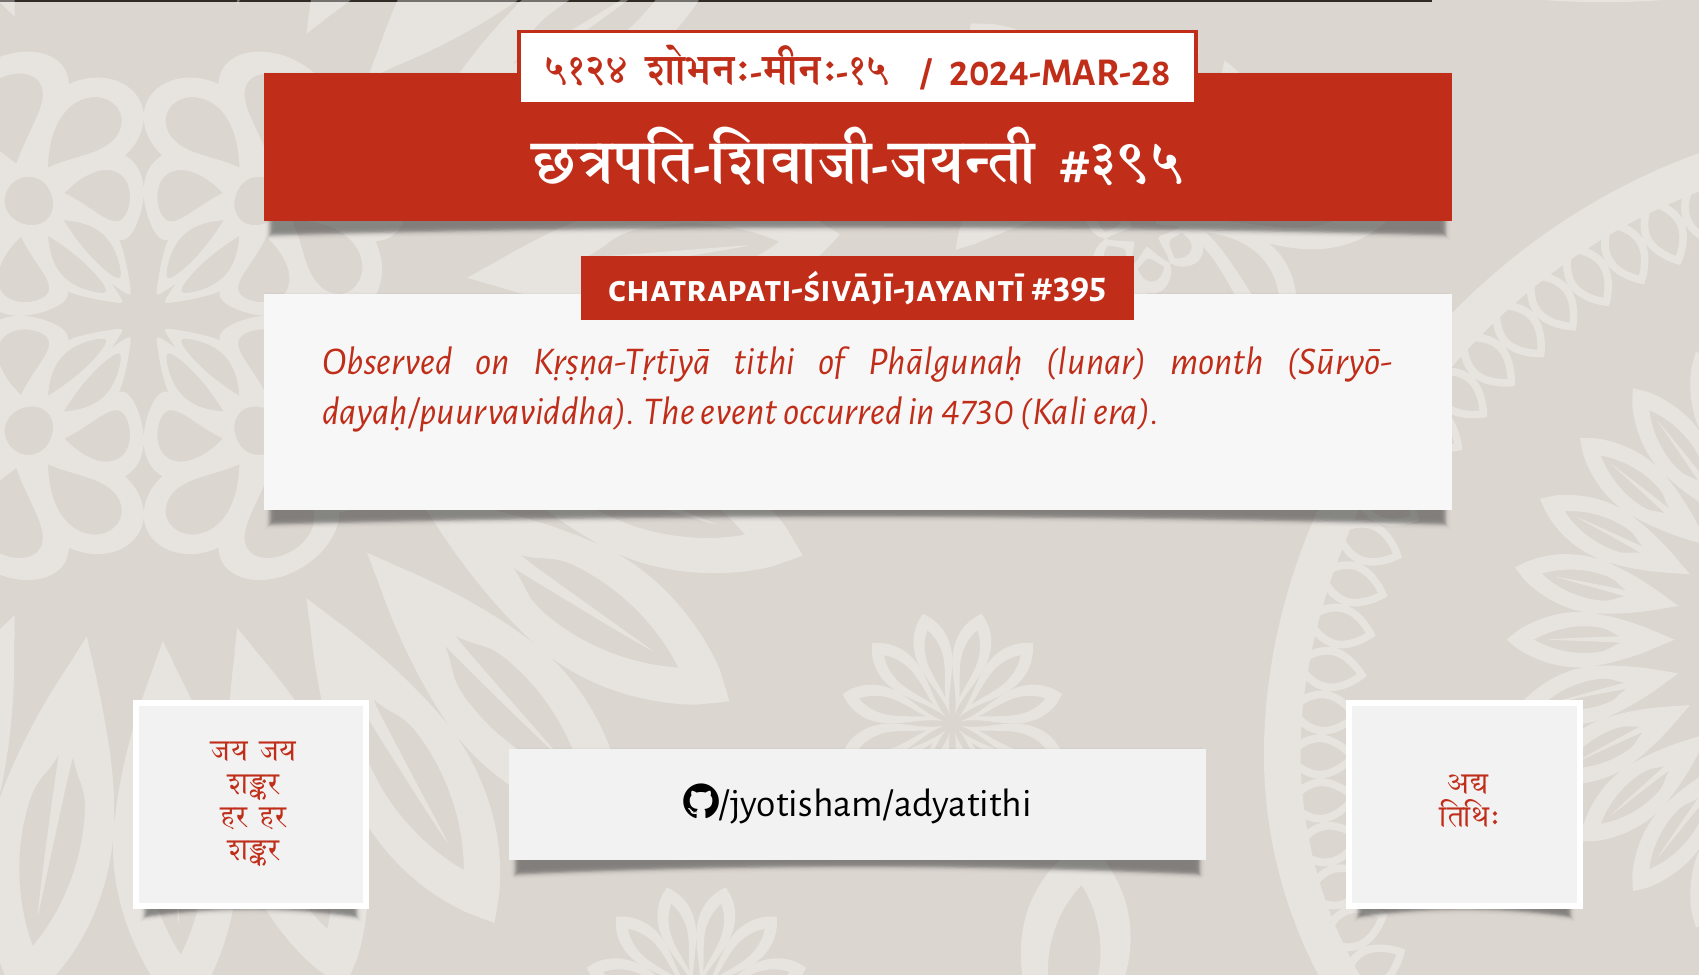 ५१२४ शोभनः-मीनः-१५ / 2024-MAR-28
छत्रपति-शिवाजी-जयन्ती #३९५
CHATRAPATI-ŚIVĀJĪ-JAYANTĪ #395
Observed on Kṛṣṇa-Tṛtīyā tithi of Phālgunaḥ (lunar) month (Sūryō-
dayaḥ/puurvaviddha). The event occurred in 4730 (Kali era).
जय जय
शङ्कर
हर हर
शङ्कर
/jyotisham/adyatithi
अद्य
तिथिः